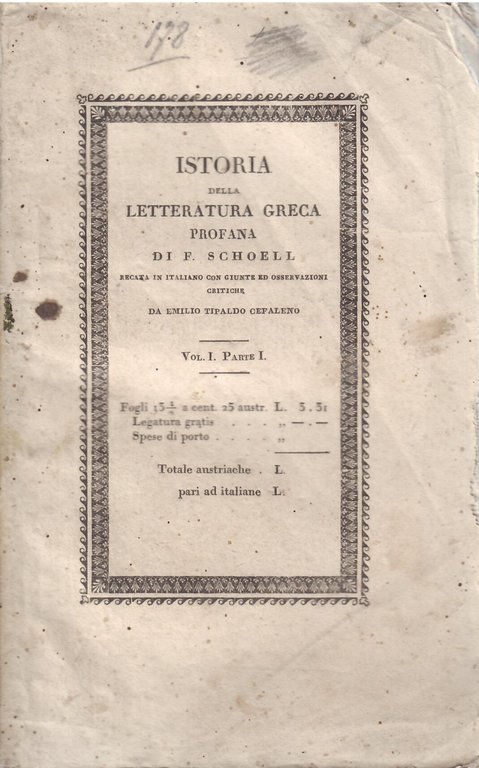 178
ISTORIA
DELLA
LETTERATURA GRECA
PROFANA
DI F. SCHOELL
RECATA IN ITALIANO CON GIUNTE ED OSSERVAZIONI
CRITICHE
DA EMILIO TIPALDO CEFALENO
VOL. I. PARTE I.
Fogli 13 ¼ a cent. 25 austr. L. 3. 31
Legatura gratis . . . . „ —.—
Spese di porto . . . . „
Totale austriache . L.
pari ad italiane L.